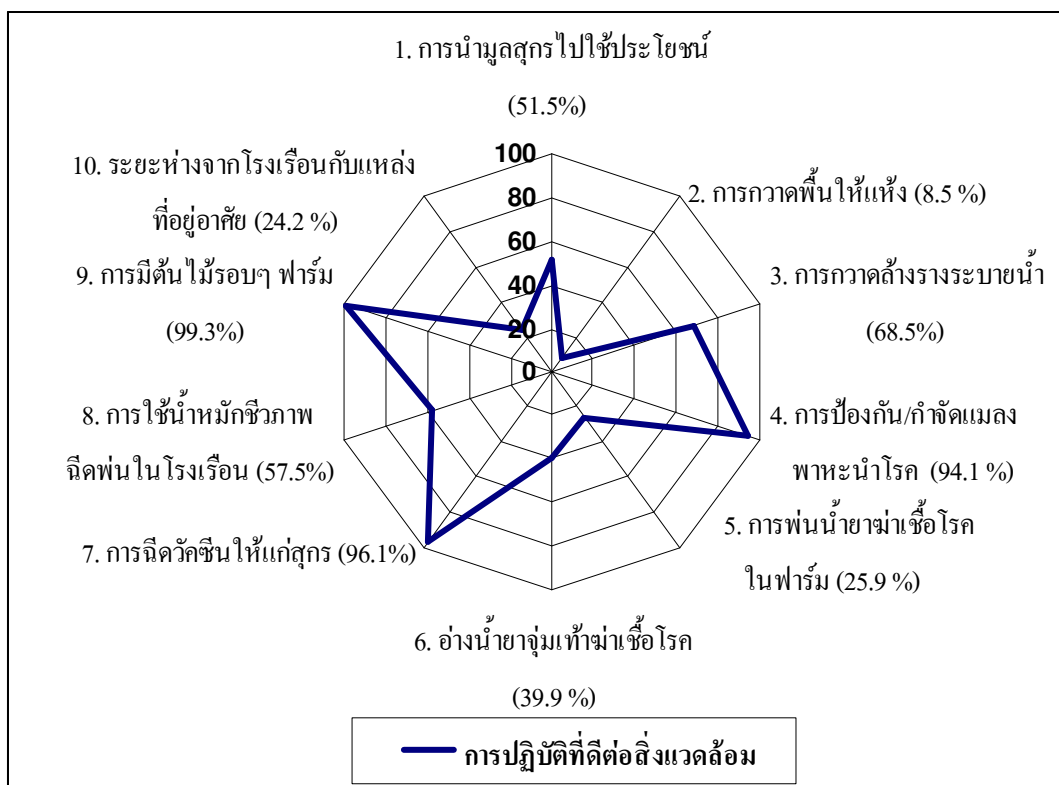 1. การนำมูลสุกรไปใช้ประโยชน์
(51.5%)
10. ระยะห่างจากโรงเรือนกับแหล่ง
ที่อยู่อาศัย (24.2 %)
2. การกวาดพื้นให้แห้ง (8.5 %)
9. การมีต้นไม้รอบๆ ฟาร์ม
(99.3%)
3. การกวาดล้างรางระบายน้ำ
(68.5%)
100
80
60
40
20
0
8. การใช้น้ำหมักชีวภาพ
ฉีดพ่นในโรงเรือน (57.5%)
4. การป้องกัน/กำจัดแมลง
พาหะนำโรค (94.1 %)
7. การฉีดวัคซีนให้แก่สุกร (96.1%)
5. การพ่นน้ำยาฆ่าเชื้อโรค
ในฟาร์ม (25.9 %)
6. อ่างน้ำยาจุ่มเท้าฆ่าเชื้อโรค
(39.9 %)
การปฏิบัติที่ดีต่อสิ่งแวดล้อม